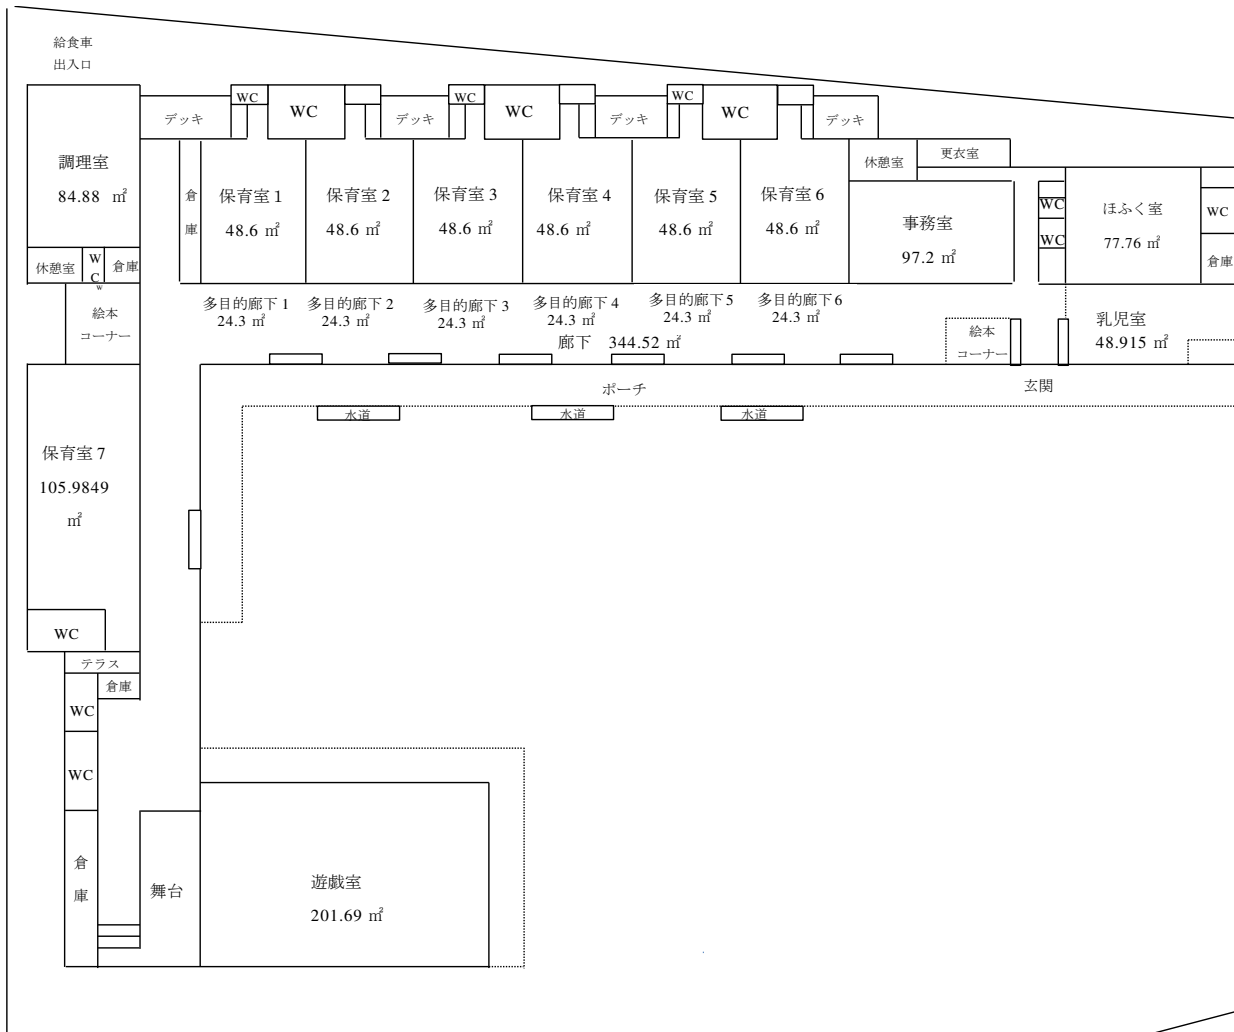 給食車
出入口
WC
WC
WC
WC
WC
WC
デッキ
デッキ
デッキ
デッキ
調理室
84.88 ㎡
倉
庫
保育室 1
48.6 ㎡
保育室 2
48.6 ㎡
保育室 3
48.6 ㎡
保育室 4
48.6 ㎡
保育室 5
48.6 ㎡
保育室 6
48.6 ㎡
休憩室
更衣室
事務室
97.2 ㎡
WC
WC
ほふく室
77.76 ㎡
WC
倉庫
休憩室
W
C
w
倉庫
絵本
コーナー
多目的廊下 1
24.3 ㎡
多目的廊下 2
24.3 ㎡
多目的廊下 3
24.3 ㎡
多目的廊下 4
24.3 ㎡
多目的廊下 5
24.3 ㎡
多目的廊下 6
24.3 ㎡
廊下 344.52 ㎡
絵本
コーナー
乳児室
48.915 ㎡
ポーチ
玄関
水道
水道
水道
保育室 7
105.9849
㎡
WC
テラス
倉庫
WC
WC
倉
庫
舞台
遊戯室
201.69 ㎡